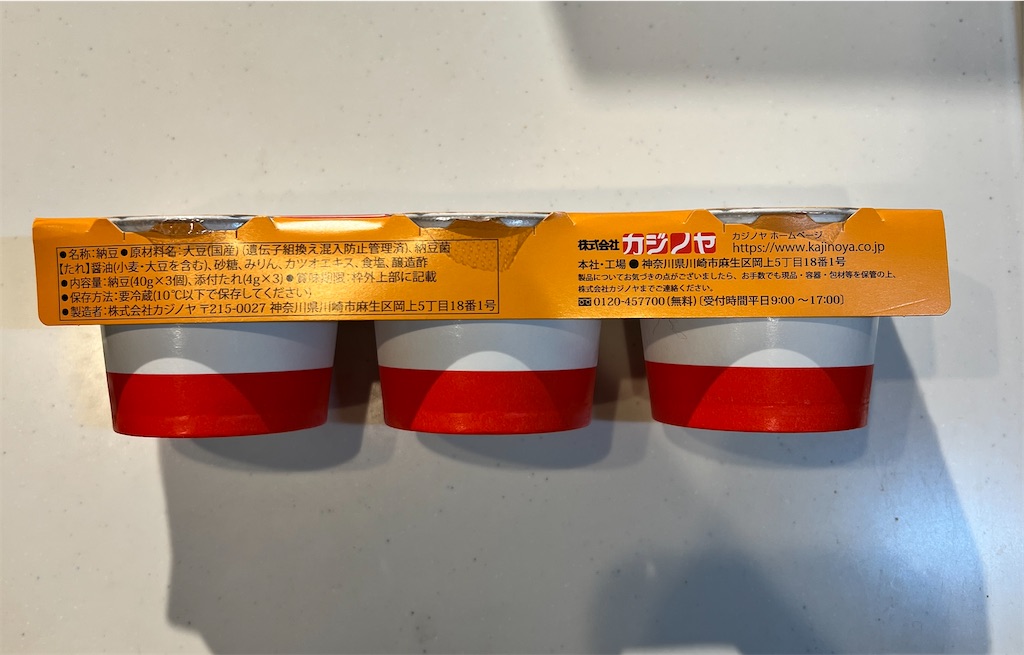 ●名称:納豆●原材料名:大豆(国産)(遺伝子組換え混入防止管理済)、納豆菌
【たれ】醤油(小麦・大豆を含む)、砂糖、みりん、カツオエキス、食塩、醸造酢
●内容量:納豆(40g×3個)、添付たれ(4g×3)●賞味期限:枠外上部に記載
●保存方法:要冷蔵(10℃以下で保存してください)
●製造者:株式会社カジノヤ 〒215-0027 神奈川県川崎市麻生区岡上5丁目18番1号
株式会社 カジノヤ
カジノヤ ホームページ
https://www.kajinoya.co.jp
本社・工場●神奈川県川崎市麻生区岡上5丁目18番1号
製品についてお気づきの点がございましたら、お手数でも現品・容器・包材等を保管の上、
株式会社カジノヤまでご連絡ください。
0120-457700〔無料〕〔受付時間平日9:00〜17:00〕